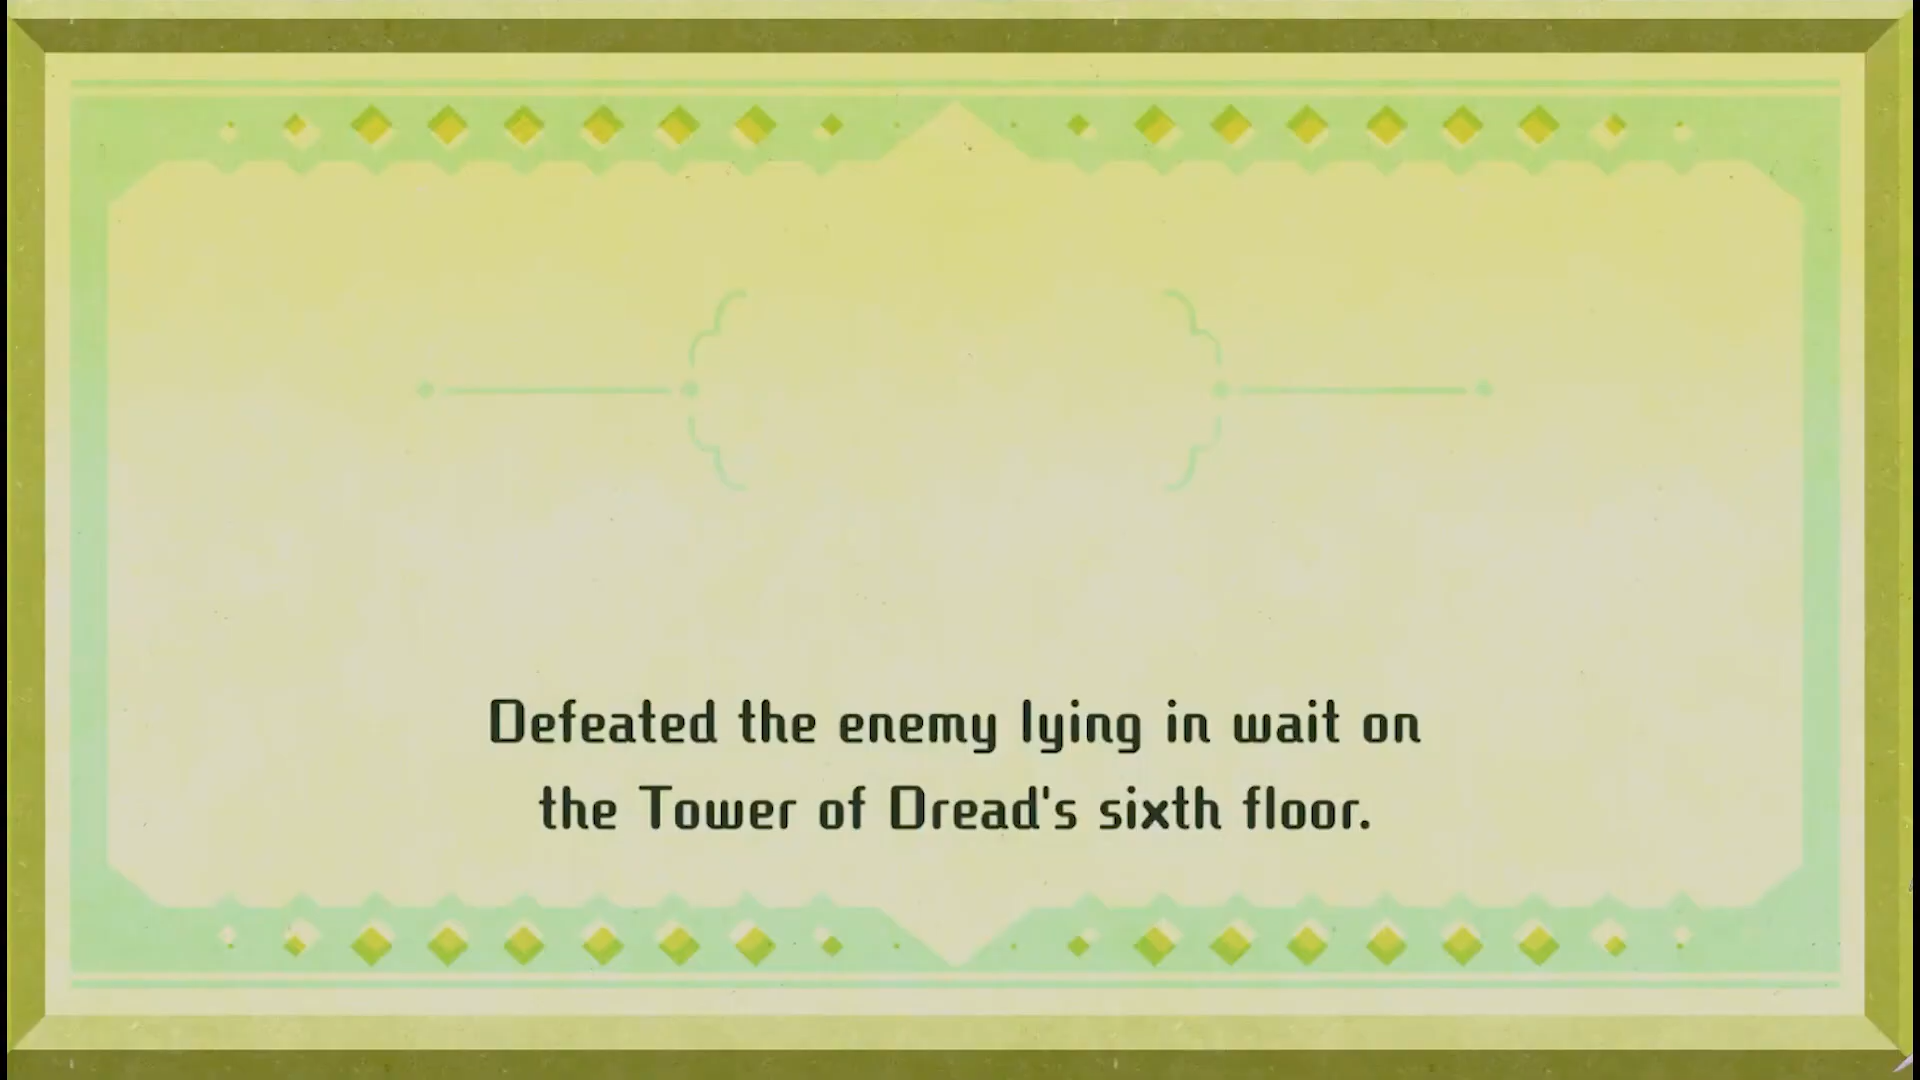 Defeated the enemy lying in wait on
the Tower of Dread's sixth floor.